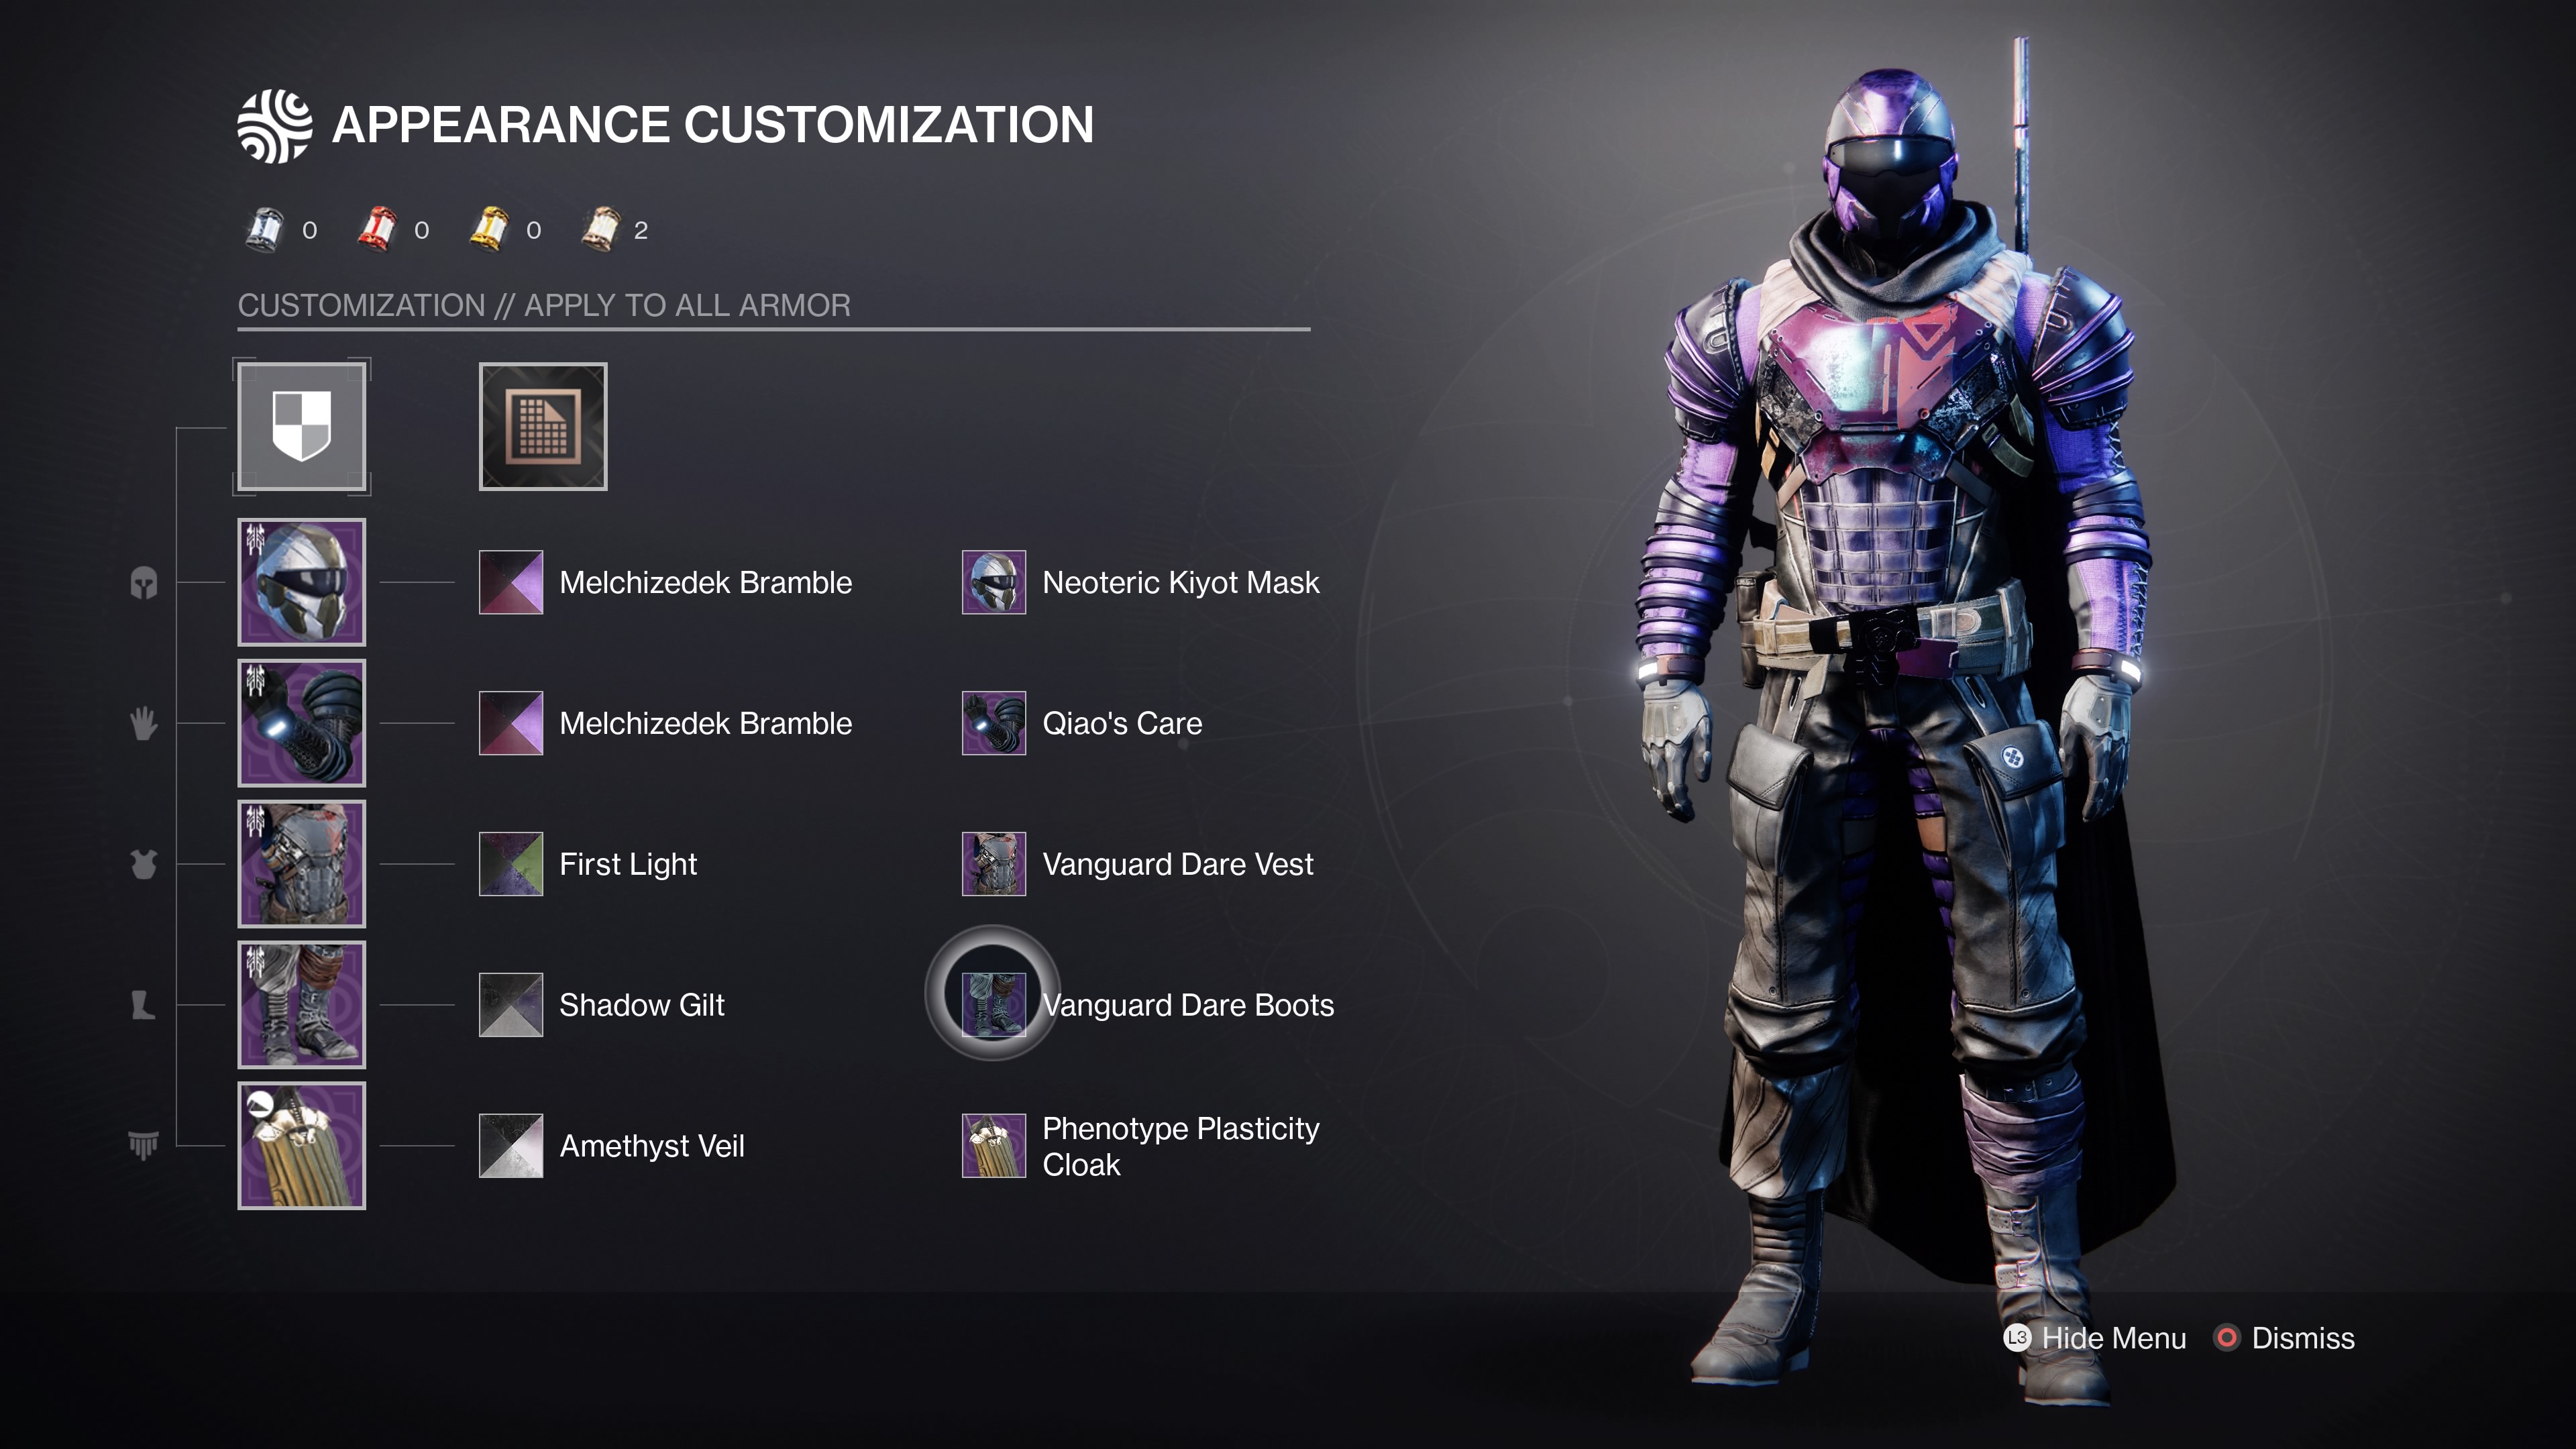 APPEARANCE CUSTOMIZATION
0 0 0 2
CUSTOMIZATION // APPLY TO ALL ARMOR
Melchizedek Bramble
Neoteric Kiyot Mask
Melchizedek Bramble
Qiao's Care
First Light
Vanguard Dare Vest
Shadow Gilt
Vanguard Dare Boots
Amethyst Veil
Phenotype Plasticity
Cloak
L3 Hide Menu
Dismiss